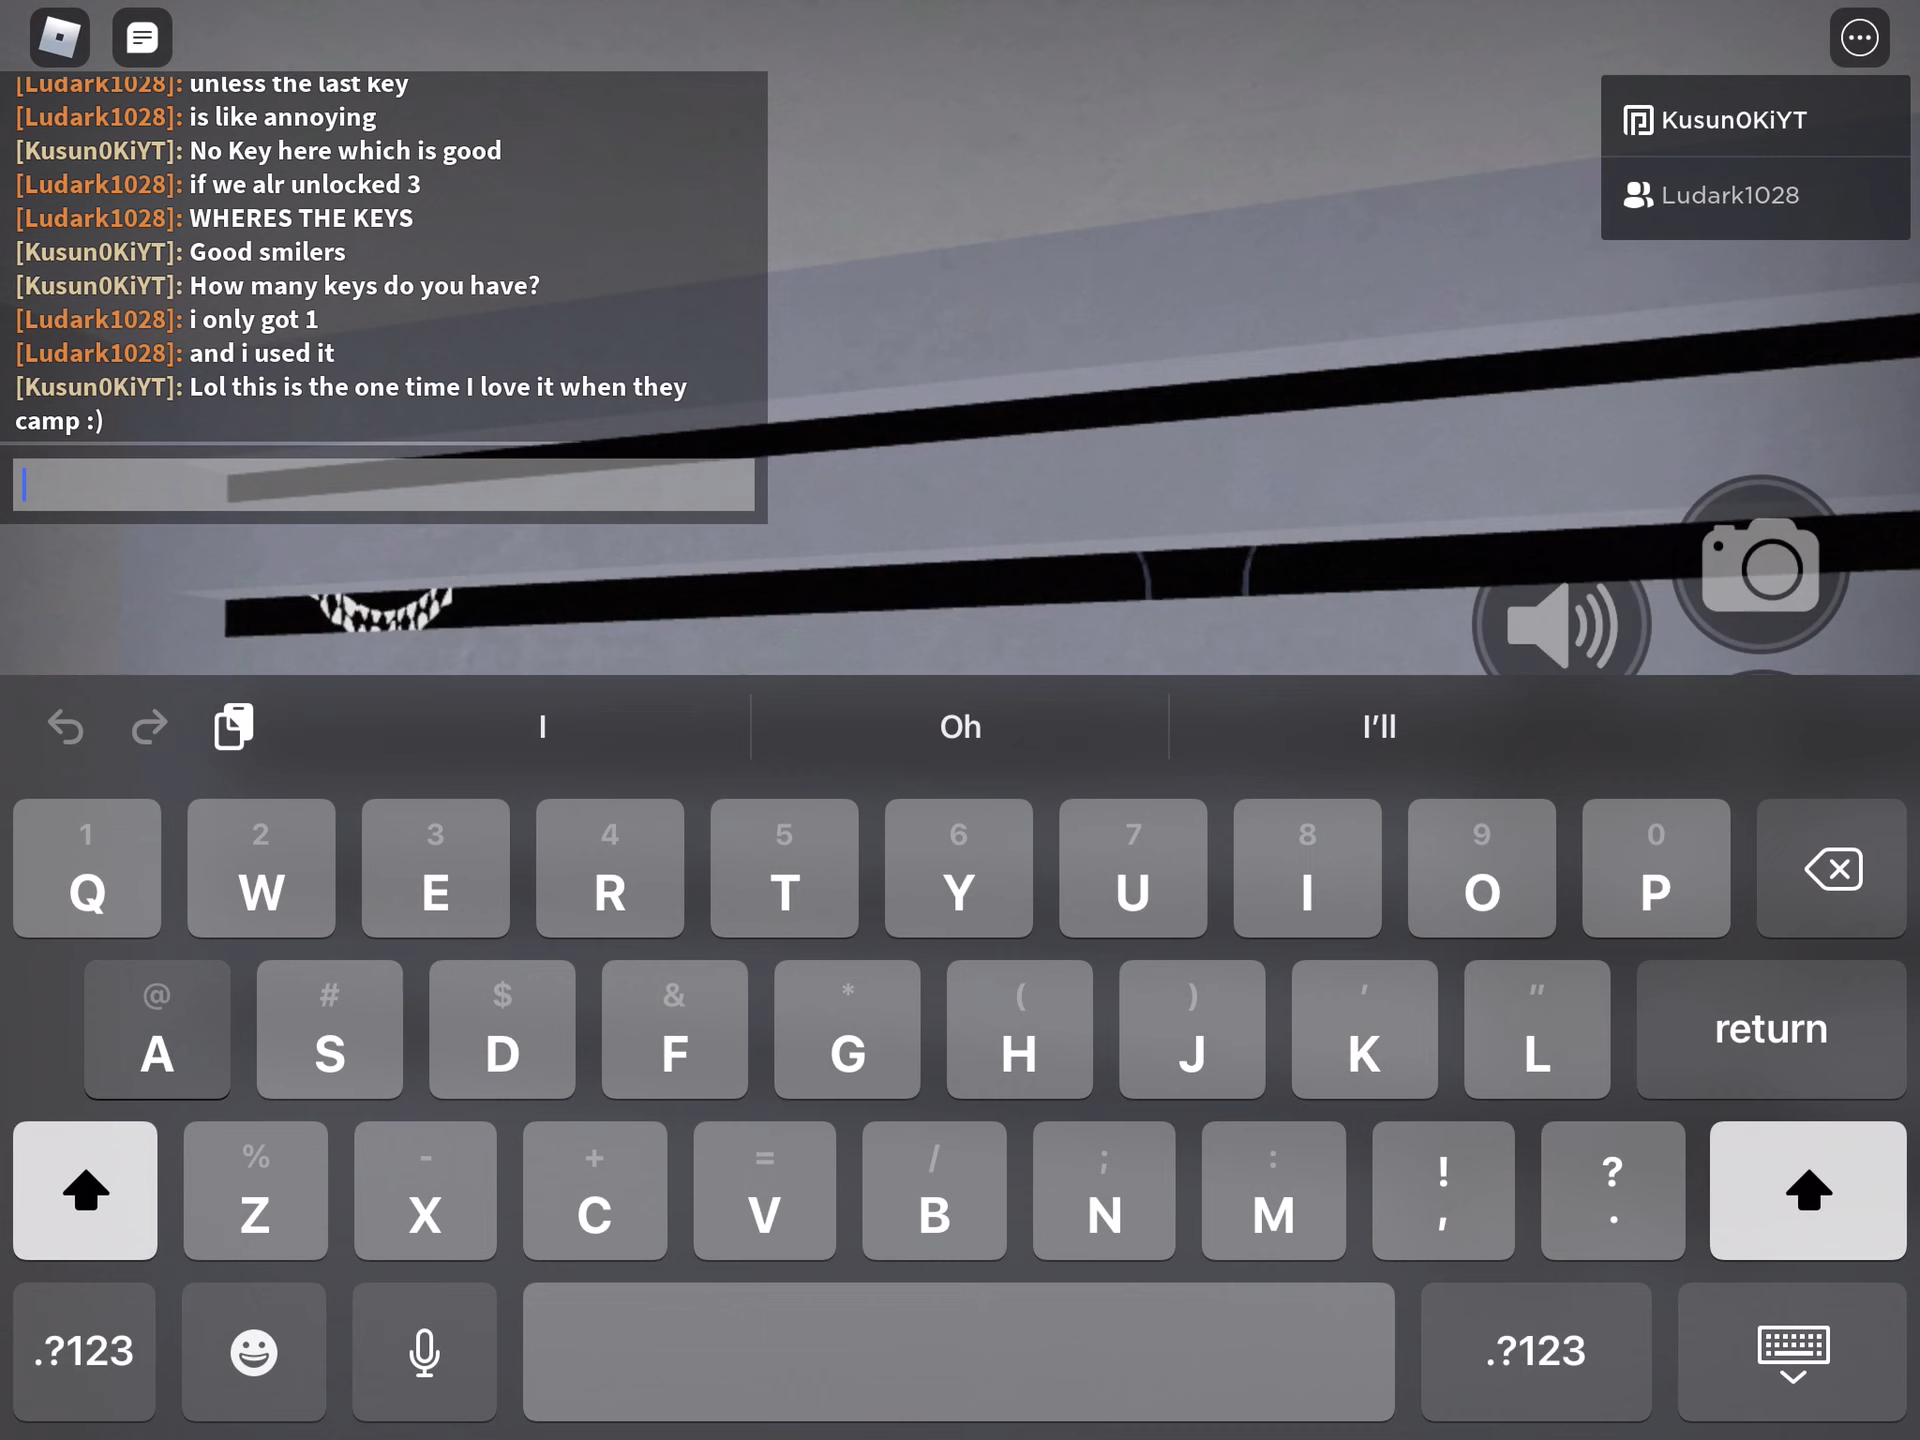 [Ludark1028]: unless the last key
[Ludark1028]: is like annoying
[Kusun0KiYT]: No Key here which is good
[Ludark1028]: if we alr unlocked 3
[Ludark1028]: WHERES THE KEYS
[Kusun0KiYT]: Good smilers
[Kusun0KiYT]: How many keys do you have?
[Ludark1028]: i only got 1
[Ludark1028]: and i used it
[Kusun0KiYT]: Lol this is the one time I love it when they
camp :)
Kusun0KiYT
Ludark1028
I Oh I’ll
1 2 3 4 5 6 7 8 9 0
Q W E R T Y U I O P
@ # $ & * ( ) ' "
A S D F G H J K L return
% - + = / ; : ! ?
Z X C V B N M , .
.?123 .?123